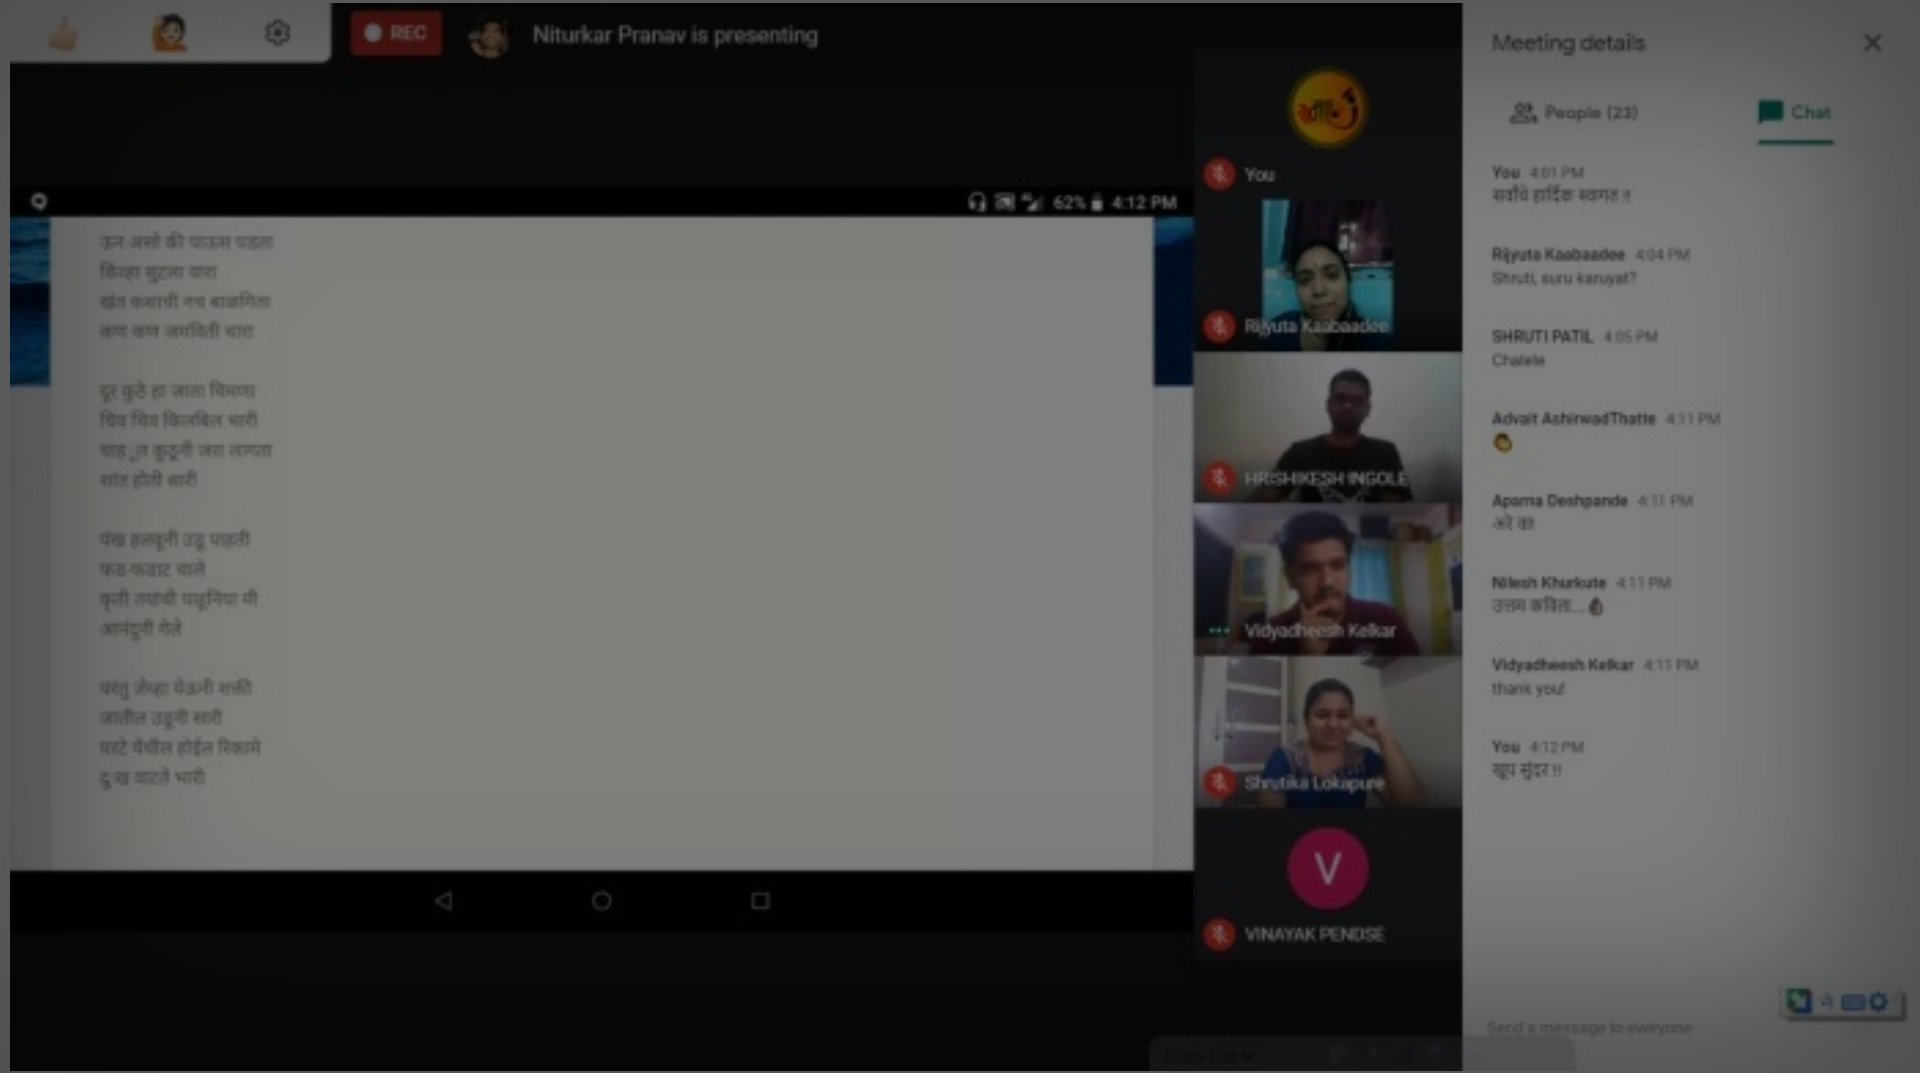 REC
Niturkar Pranav is presenting
62% 4:12 PM
ऊन असो की पाऊस पडता
किंव्हा सुटला वारा
खंत कशाची नच बाळगिता
कण कण जमविती चारा
दूर कुठे हा जाता चिमणा
चिव चिव किलबिल भारी
चाहूल कुठूनी जरा लागता
शांत होती सारी
पंख हलवूनी उडू पाहती
फड-फडाट चाले
कृती तयांची पाहूनिया मी
आनंदुनी गेले
परंतु जेव्हा येऊनी शक्ती
जातील उडूनी सारी
घरटे येथील होईल रिकामे
दुःख वाटते भारी
You
Rijyuta Kaabaadee
HRISHIKESH INGOLE
Vidyadheesh Kelkar
Shrutika Lokapure
V
VINAYAK PENDSE
Meeting details
People (23)
Chat
You 4:01 PM
सर्वांचे हार्दिक स्वागत !!
Rijyuta Kaabaadee 4:04 PM
Shruti, suru karuyat?
SHRUTI PATIL 4:05 PM
Chalele
Advait AshirwadThatte 4:11 PM
Aparna Deshpande 4:11 PM
अरे वा!
Nilesh Khurkute 4:11 PM
उत्तम कविता...
Vidyadheesh Kelkar 4:11 PM
thank you!
You 4:12 PM
खूप सुंदर !!
Send a message to everyone
Class List